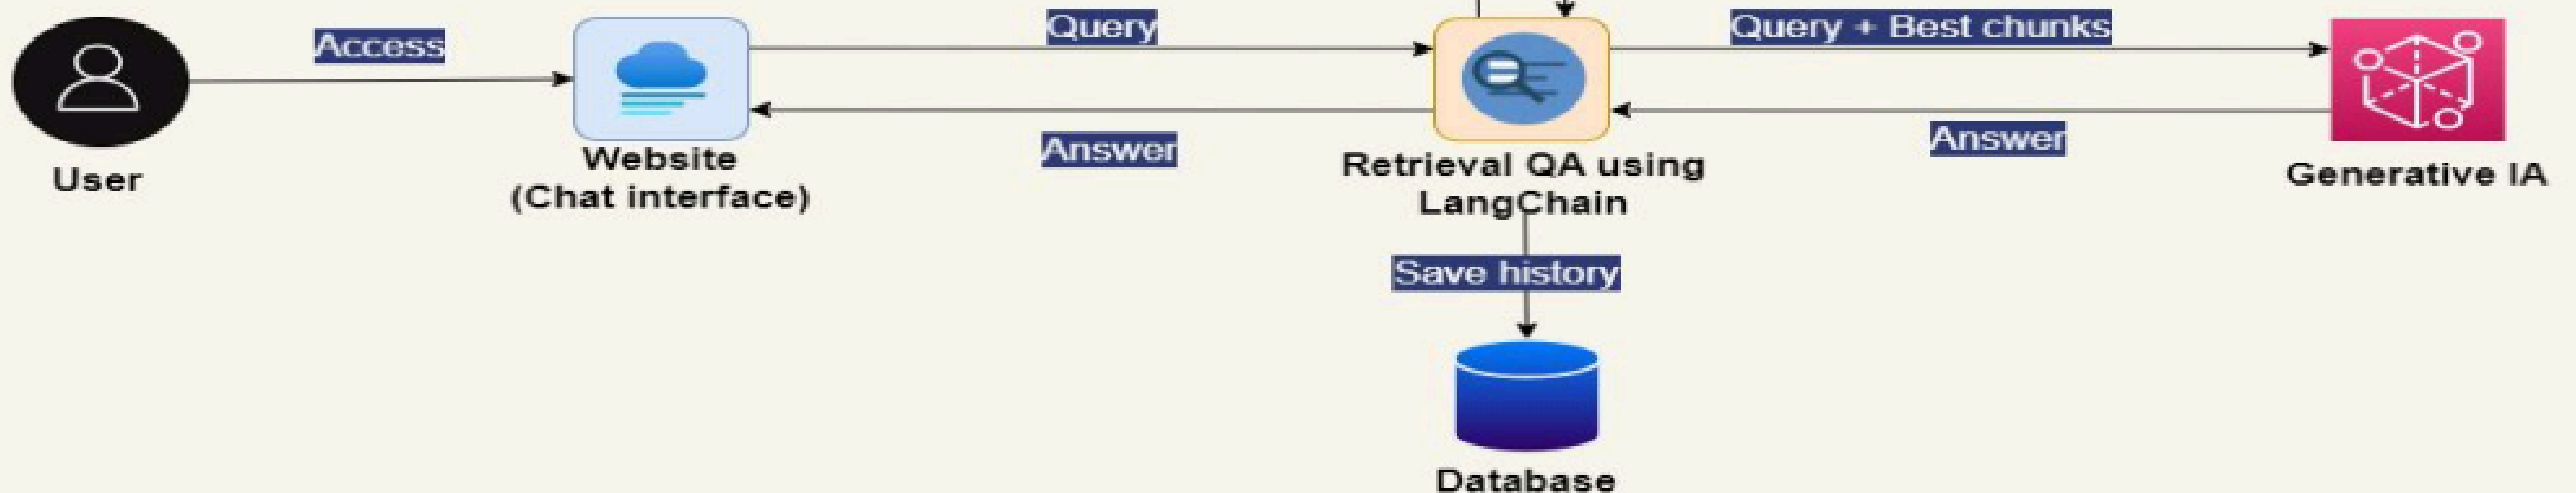 Access
Query
Query + Best chunks
Answer
Answer
User
Website
(Chat interface)
Retrieval QA using
LangChain
Generative IA
Save history
Database